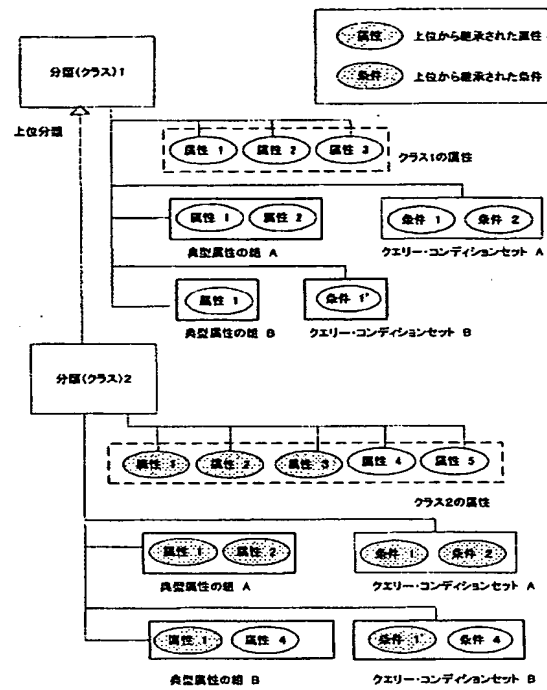 属性 上位から継承された属性
条件 上位から継承された条件
分類(クラス)1
上位分類
属性 1 属性 2 属性 3
クラス1の属性
属性 1 属性 2 条件 1 条件 2
典型属性の組 A クエリー・コンディションセット A
属性 1 条件 1'
典型属性の組 B クエリー・コンディションセット B
分類(クラス)2
属性 1 属性 2 属性 3 属性 4 属性 5
クラス2の属性
属性 1 属性 2 条件 1 条件 2
典型属性の組 A クエリー・コンディションセット A
属性 1 属性 4 条件 1' 条件 4
典型属性の組 B クエリー・コンディションセット B